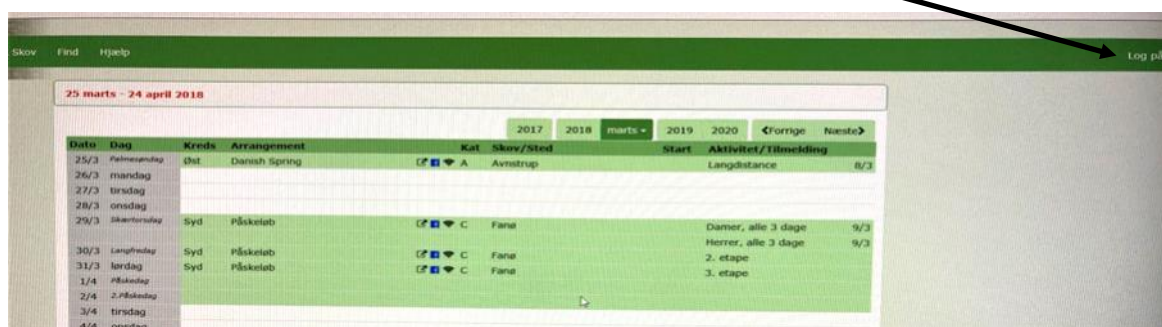 Skov Find Hjælp Log på
25 marts - 24 april 2018
2017 2018 marts 2019 2020 Forrige Næste
Dato Dag Kreds Arrangement Kat Skov/Sted Start Aktivitet/Tilmelding
25/3 Palmesøndag Øst Danish Spring A Avnstrup Langdistance 8/3
26/3 mandag
27/3 tirsdag
28/3 onsdag
29/3 Skærtorsdag Syd Påskeløb C Fanø Damer, alle 3 dage 9/3
Herrer, alle 3 dage 9/3
30/3 Langfredag Syd Påskeløb C Fanø 2. etape
31/3 lørdag Syd Påskeløb C Fanø 3. etape
1/4 Påskedag
2/4 2.Påskedag
3/4 tirsdag
4/4 onsdag